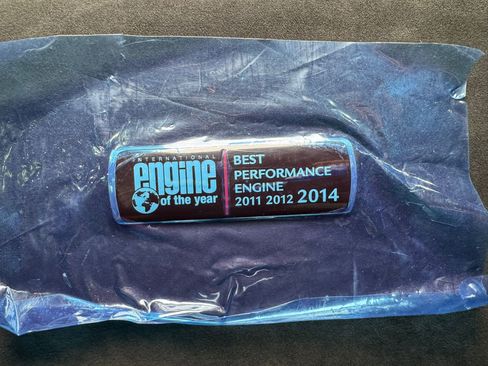 INTERNATIONAL
engine
of the year
BEST
PERFORMANCE
ENGINE
2011 2012 2014